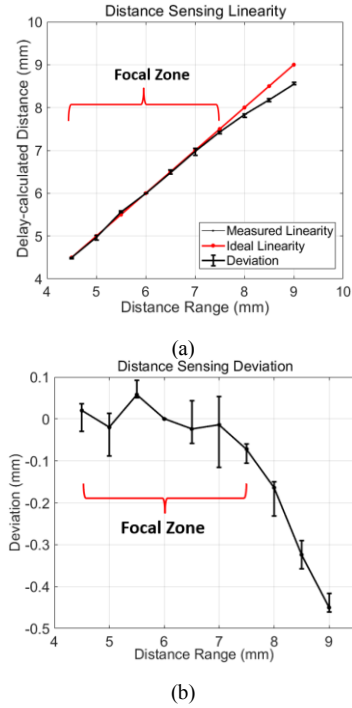 Distance Sensing Linearity
10
9
8
7
6
5
4
Delay-calculated Distance (mm)
Focal Zone
Measured Linearity
Ideal Linearity
Deviation
4 5 6 7 8 9 10
Distance Range (mm)
(a)
Distance Sensing Deviation
0.1
0
-0.1
-0.2
-0.3
-0.4
-0.5
Deviation (mm)
Focal Zone
4 5 6 7 8 9
Distance Range (mm)
(b)